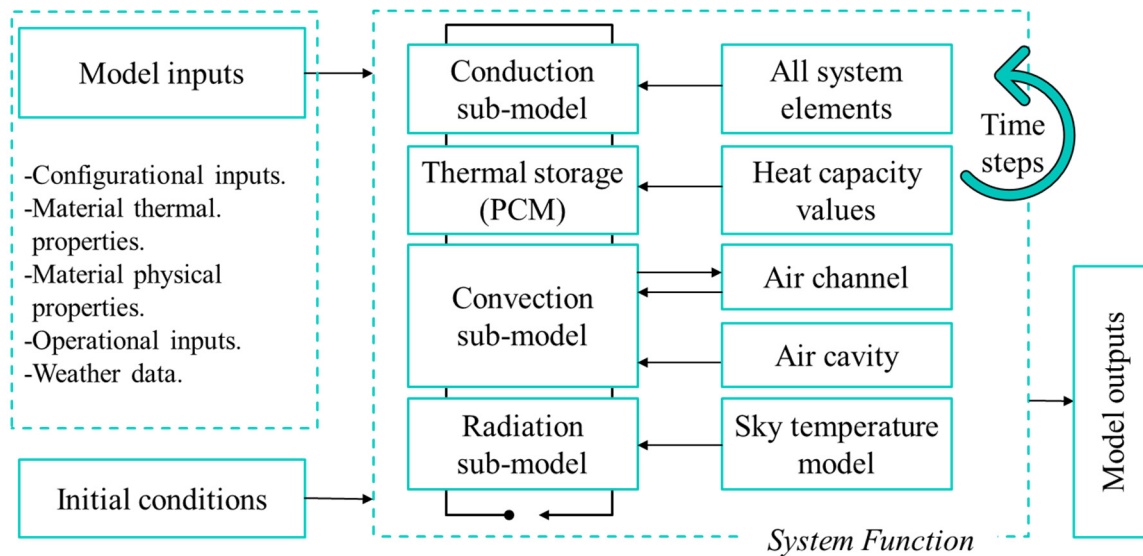 Model inputs
-Configurational inputs.
-Material thermal.
properties.
-Material physical
properties.
-Operational inputs.
-Weather data.
Initial conditions
Conduction
sub-model
All system
elements
Thermal storage
(PCM)
Heat capacity
values
Convection
sub-model
Air channel
Air cavity
Radiation
sub-model
Sky temperature
model
Time
steps
System Function
Model outputs